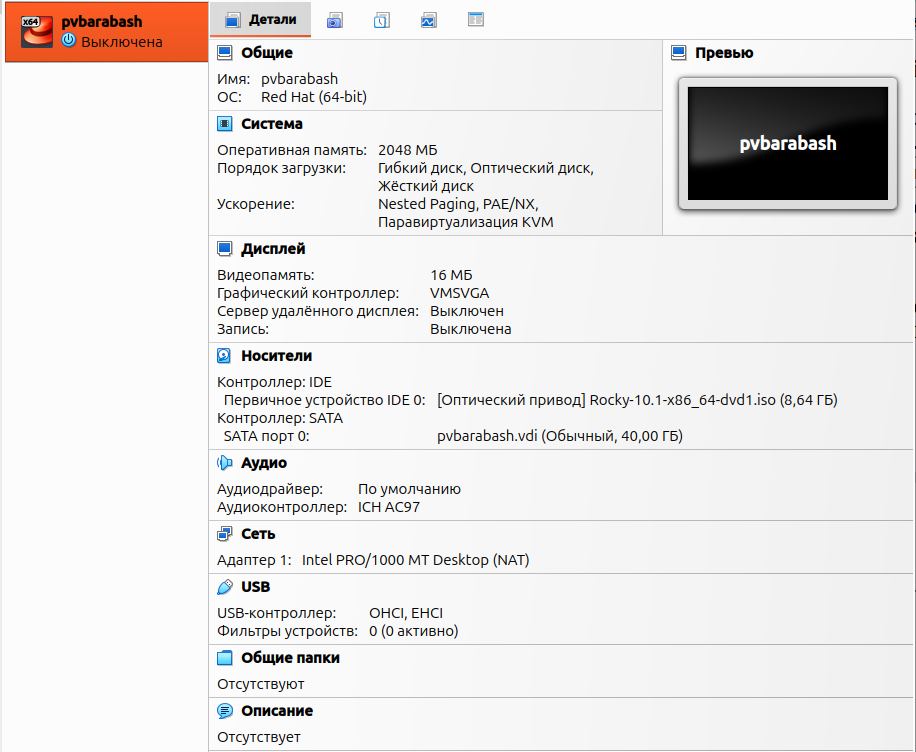 x64
pvbarabash
Выключена
Детали
Общие
Имя: pvbarabash
ОС: Red Hat (64-bit)
Превью
pvbarabash
Система
Оперативная память: 2048 МБ
Порядок загрузки: Гибкий диск, Оптический диск,
Жёсткий диск
Ускорение: Nested Paging, PAE/NX,
Паравиртуализация KVM
Дисплей
Видеопамять: 16 МБ
Графический контроллер: VMSVGA
Сервер удалённого дисплея: Выключен
Запись: Выключена
Носители
Контроллер: IDE
Первичное устройство IDE 0: [Оптический привод] Rocky-10.1-x86_64-dvd1.iso (8,64 ГБ)
Контроллер: SATA
SATA порт 0: pvbarabash.vdi (Обычный, 40,00 ГБ)
Аудио
Аудиодрайвер: По умолчанию
Аудиоконтроллер: ICH AC97
Сеть
Адаптер 1: Intel PRO/1000 MT Desktop (NAT)
USB
USB-контроллер: OHCI, EHCI
Фильтры устройств: 0 (0 активно)
Общие папки
Отсутствуют
Описание
Отсутствует